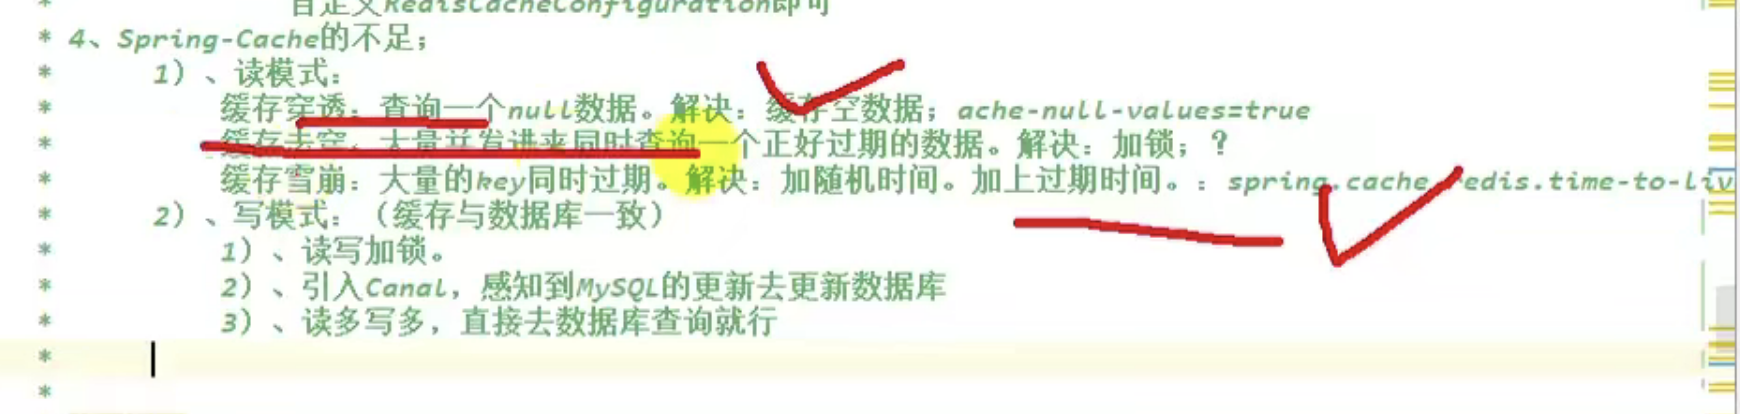 * 自定义RedisCacheConfiguration即可
* 4、Spring-Cache的不足;
* 1)、读模式:
* 缓存穿透:查询一个null数据。解决:缓存空数据;ache-null-values=true
* 缓存击穿:大量并发进来同时查询一个正好过期的数据。解决:加锁;?
* 缓存雪崩:大量的key同时过期。解决:加随机时间。加上过期时间。:spring.cache.redis.time-to-liv
* 2)、写模式:(缓存与数据库一致)
* 1)、读写加锁。
* 2)、引入Canal,感知到MySQL的更新去更新数据库
* 3)、读多写多,直接去数据库查询就行
*
*